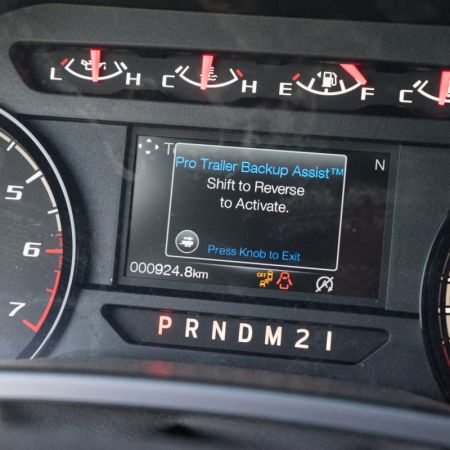 L H C H E F C
To
Pro Trailer Backup Assist™
N
Shift to Reverse
to Activate.
5
6
7
Press Knob to Exit
000924.8km
OFF
P R N D M 2 1